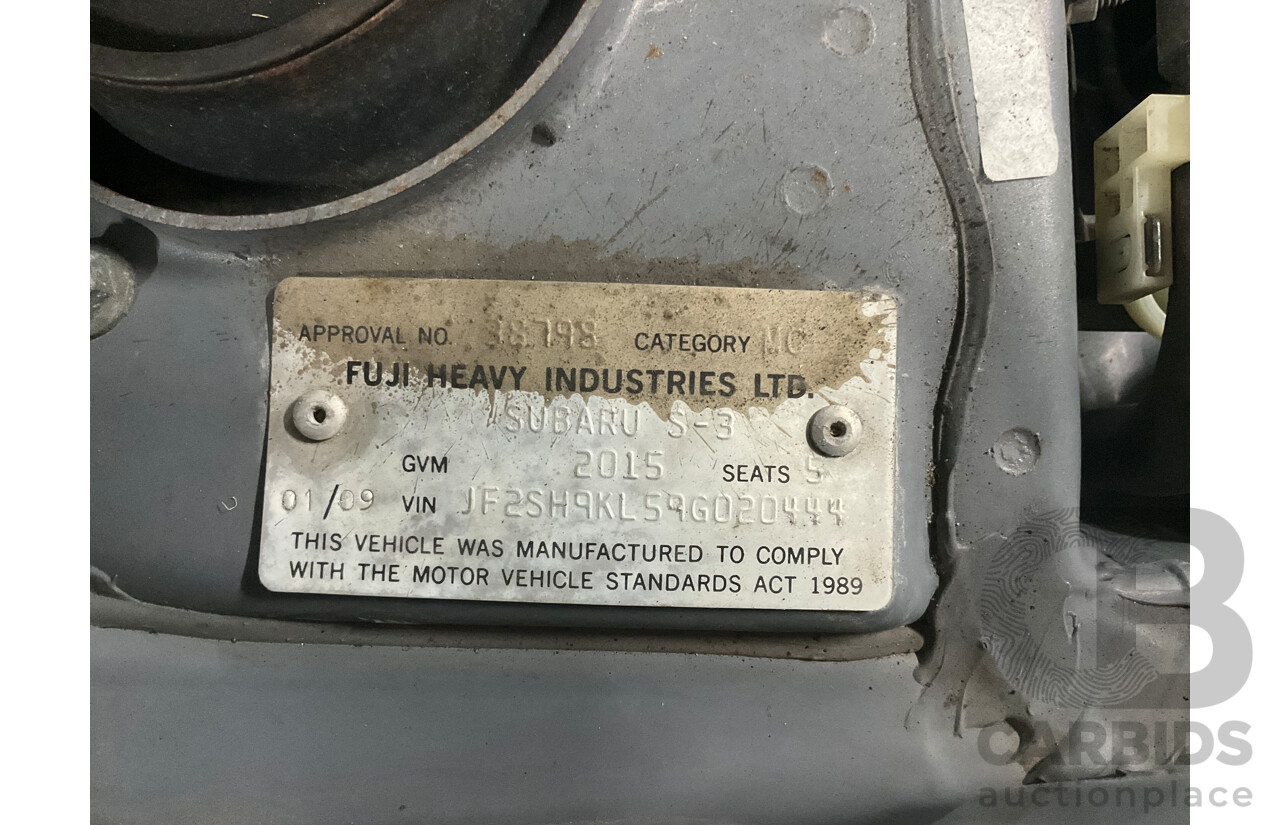 APPROVAL NO. 38798 CATEGORY MC
FUJI HEAVY INDUSTRIES LTD.
SUBARU S-3
GVM 2015 SEATS 5
01/09 VIN JF2SH9KL59G020444
THIS VEHICLE WAS MANUFACTURED TO COMPLY
WITH THE MOTOR VEHICLE STANDARDS ACT 1989
CB
CARBIDS
auctionplace